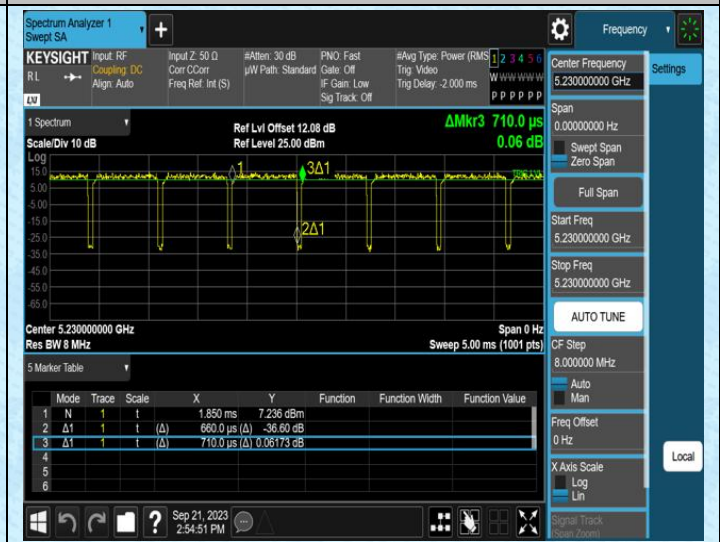 Spectrum Analyzer 1
Swept SA
+
Frequency
KEYSIGHT
RL
LXI
Input: RF
Coupling: DC
Align: Auto
Input Z: 50 Ω
Corr CCorr
Freq Ref: Int (S)
#Atten: 30 dB
µW Path: Standard
PNO: Fast
Gate: Off
IF Gain: Low
Sig Track: Off
#Avg Type: Power (RMS
Trig: Video
Trig Delay: -2.000 ms
1 2 3 4 5 6
W W W W W W
P P P P P P
1 Spectrum
Scale/Div 10 dB
Ref Lvl Offset 12.08 dB
Ref Level 25.00 dBm
ΔMkr3 710.0 µs
0.06 dB
Log
15.0
5.00
-5.00
-15.0
-25.0
-35.0
-45.0
-55.0
-65.0
1
3Δ1
2Δ1
Center 5.230000000 GHz
Res BW 8 MHz
Span 0 Hz
Sweep 5.00 ms (1001 pts)
5 Marker Table
Mode Trace Scale X Y Function Function Width Function Value
1 N 1 t 1.850 ms 7.236 dBm
2 Δ1 1 t (Δ) 660.0 µs (Δ) -36.60 dB
3 Δ1 1 t (Δ) 710.0 µs (Δ) 0.06173 dB
4
5
6
?
Sep 21, 2023
2:54:51 PM
Center Frequency
5.230000000 GHz
Span
0.00000000 Hz
Swept Span
Zero Span
Full Span
Start Freq
5.230000000 GHz
Stop Freq
5.230000000 GHz
AUTO TUNE
CF Step
8.000000 MHz
Auto
Man
Freq Offset
0 Hz
X Axis Scale
Log
Lin
Signal Track
(Span Zoom)
Settings
Local